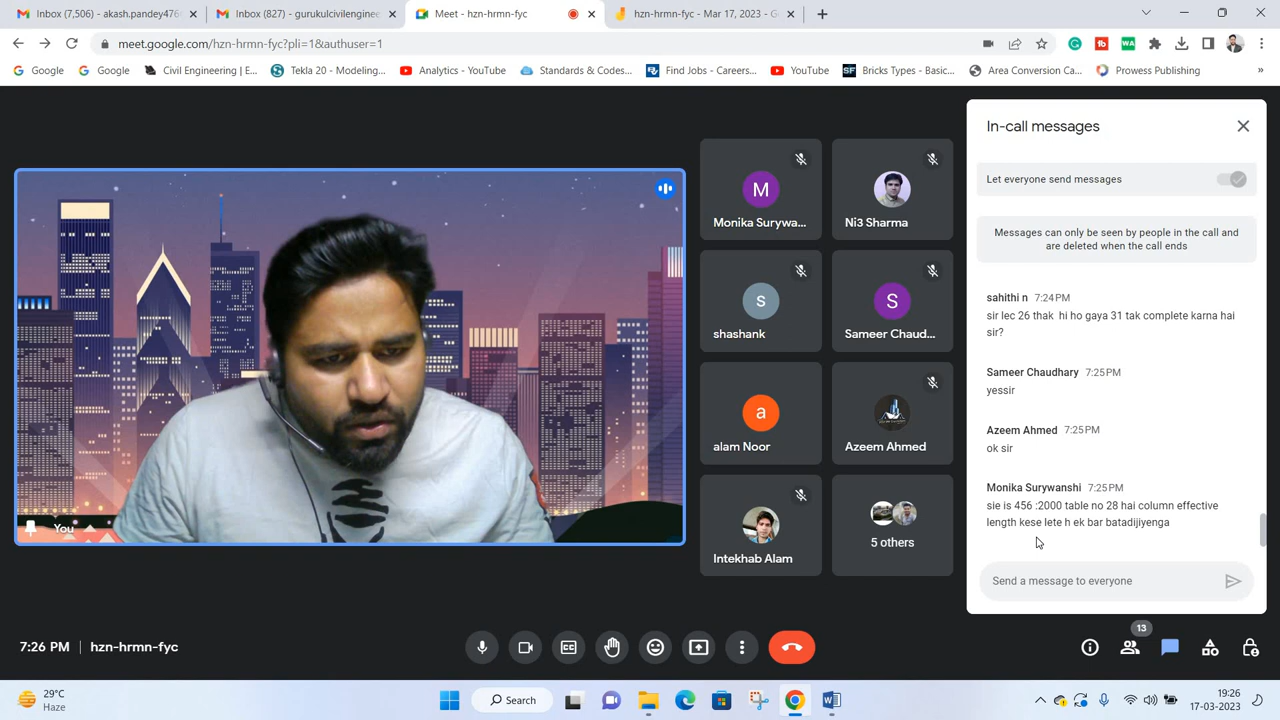 Inbox (7,506) - akash.pandey476
Inbox (827) - gurukulcivilengine
Meet - hzn-hrmn-fyc
hzn-hrmn-fyc - Mar 17, 2023 - G
meet.google.com/hzn-hrmn-fyc?pli=1&authuser=1
Google
Google
Civil Engineering | E...
Tekla 20 - Modeling...
Analytics - YouTube
Standards & Codes...
Find Jobs - Careers...
YouTube
Bricks Types - Basic...
Area Conversion Ca...
Prowess Publishing
You
M
Monika Surywa...
Ni3 Sharma
s
shashank
S
Sameer Chaud...
a
alam Noor
Azeem Ahmed
Intekhab Alam
5 others
In-call messages
Let everyone send messages
Messages can only be seen by people in the call and
are deleted when the call ends
sahithi n 7:24 PM
sir lec 26 thak hi ho gaya 31 tak complete karna hai
sir?
Sameer Chaudhary 7:25 PM
yessir
Azeem Ahmed 7:25 PM
ok sir
Monika Surywanshi 7:25 PM
sie is 456 :2000 table no 28 hai column effective
length kese lete h ek bar batadijiyenga
Send a message to everyone
7:26 PM | hzn-hrmn-fyc
13
29°C
Haze
Search
19:26
17-03-2023